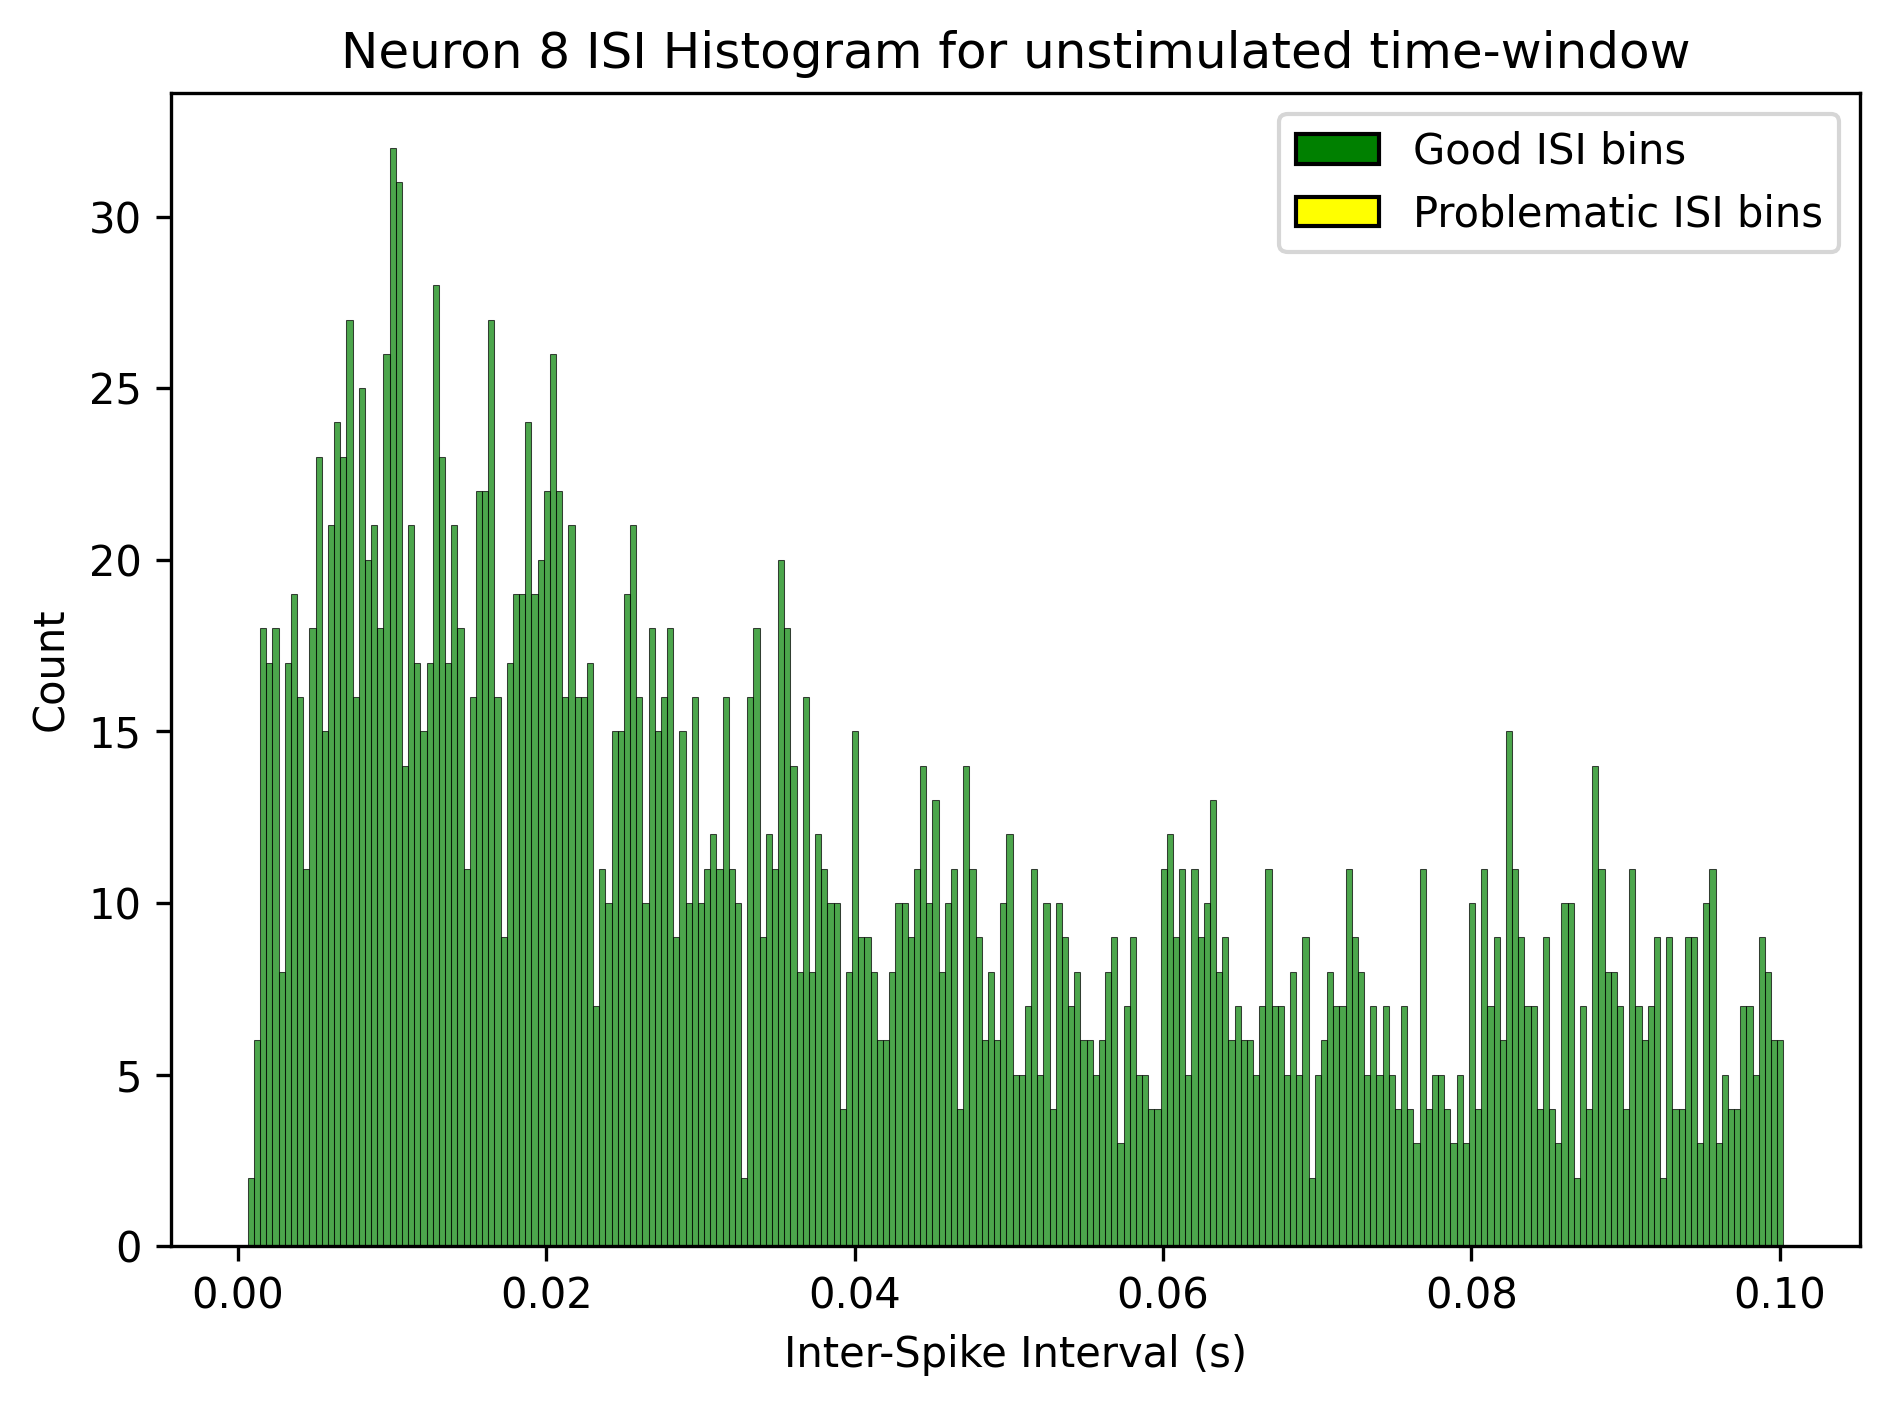 Neuron 8 ISI Histogram for unstimulated time-window
Good ISI bins
Problematic ISI bins
Count
30
25
20
15
10
5
0
0.00 0.02 0.04 0.06 0.08 0.10
Inter-Spike Interval (s)